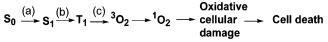 S₀ (a) S₁ (b) T₁ (c) ³O₂ ¹O₂ Oxidative cellular damage Cell death